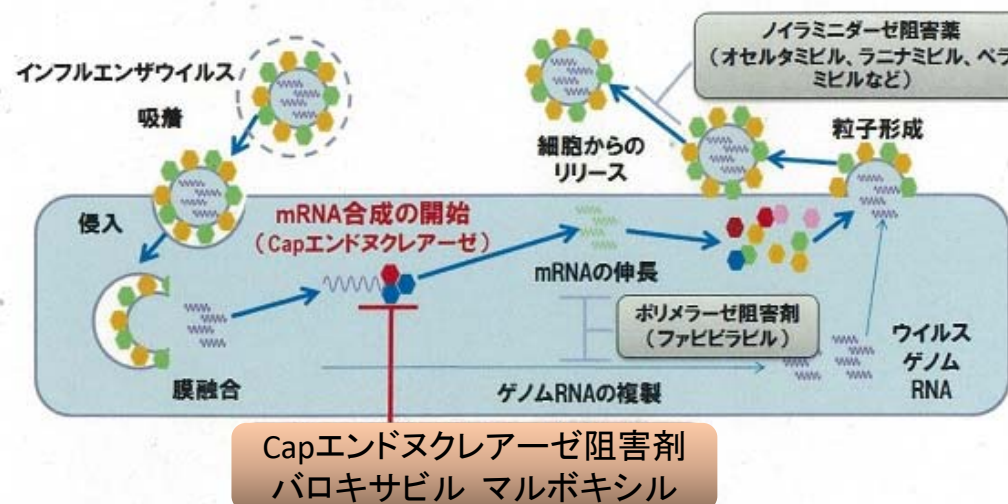 インフルエンザウイルス
吸着
侵入
mRNA合成の開始
(Capエンドヌクレアーゼ)
膜融合
細胞からの
リリース
ノイラミニダーゼ阻害薬
(オセルタミビル、ラニナミビル、ペラ
ミビルなど)
粒子形成
mRNAの伸長
ポリメラーゼ阻害剤
(ファビピラビル)
ウイルス
ゲノム
RNA
ゲノムRNAの複製
Capエンドヌクレアーゼ阻害剤
バロキサビル マルボキシル